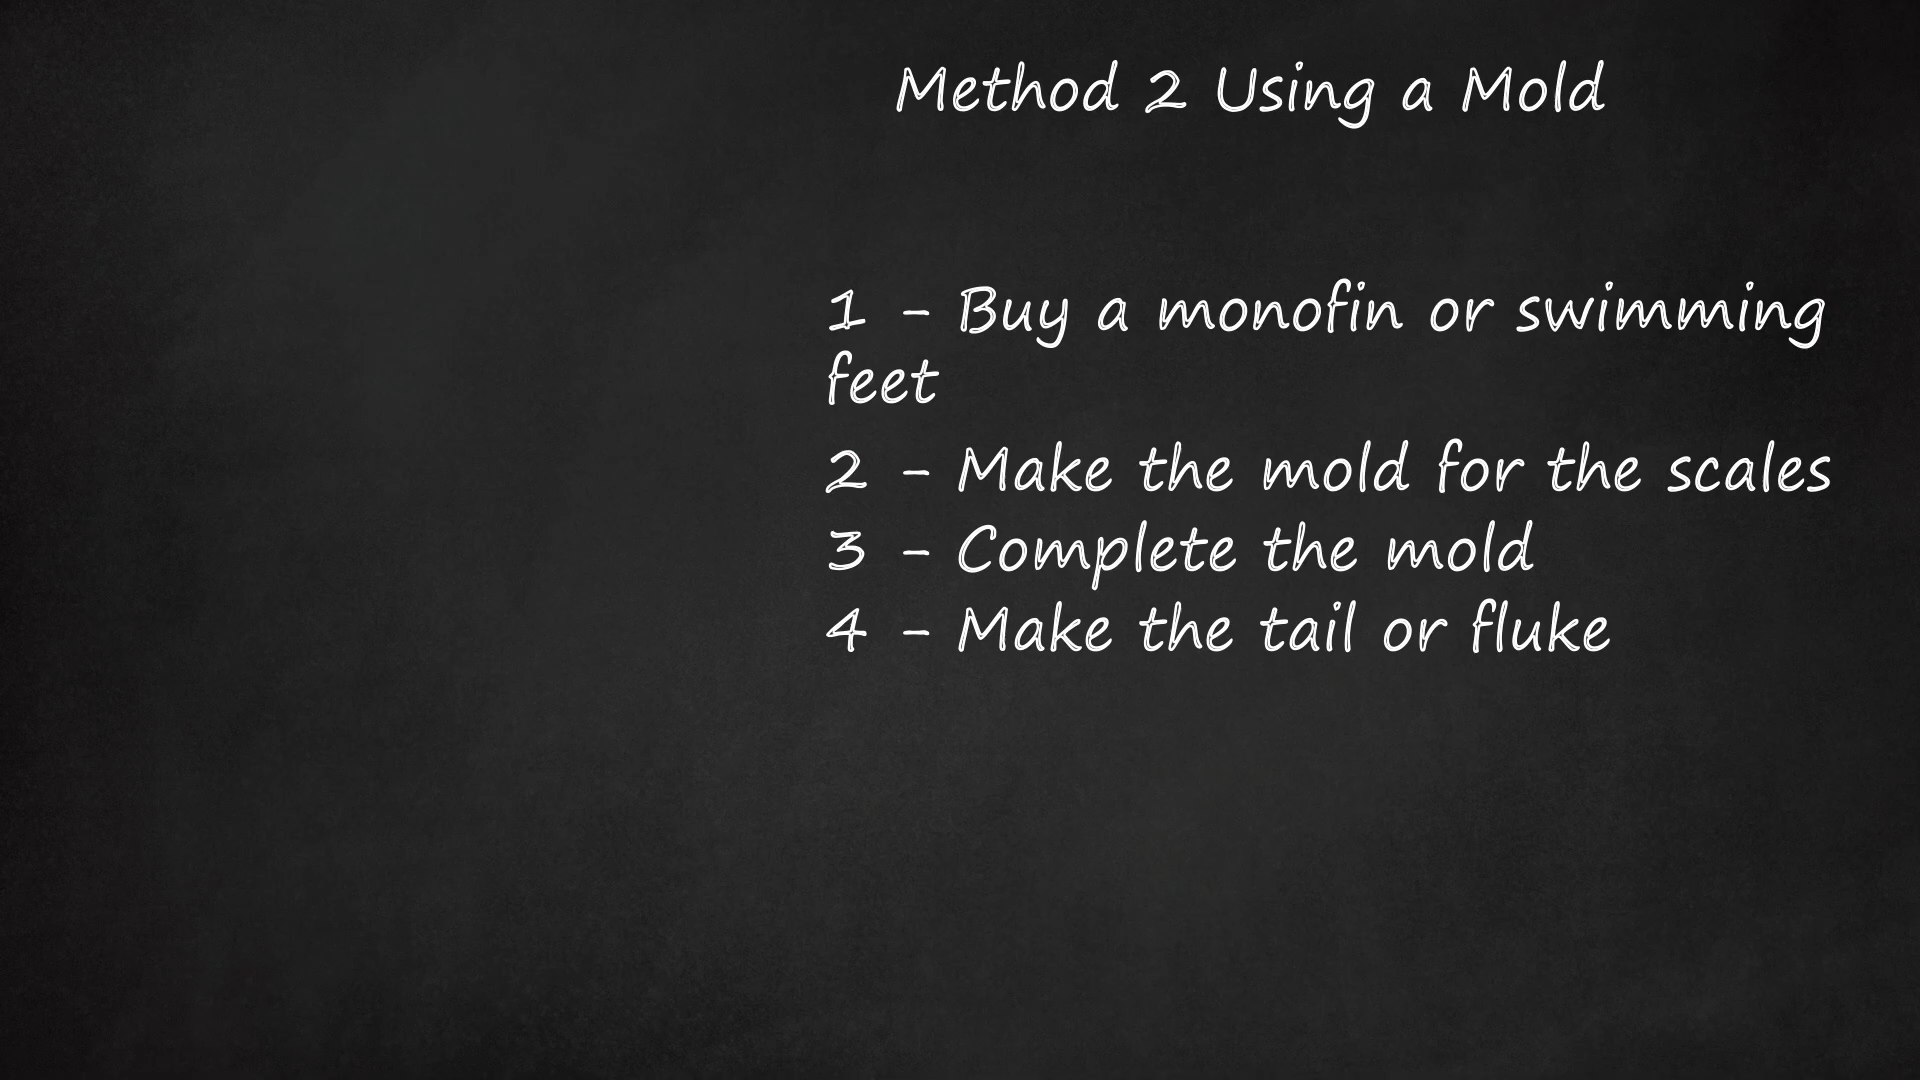 Method 2 Using a Mold
1 - Buy a monofin or swimming
feet
2 - Make the mold for the scales
3 - Complete the mold
4 - Make the tail or fluke